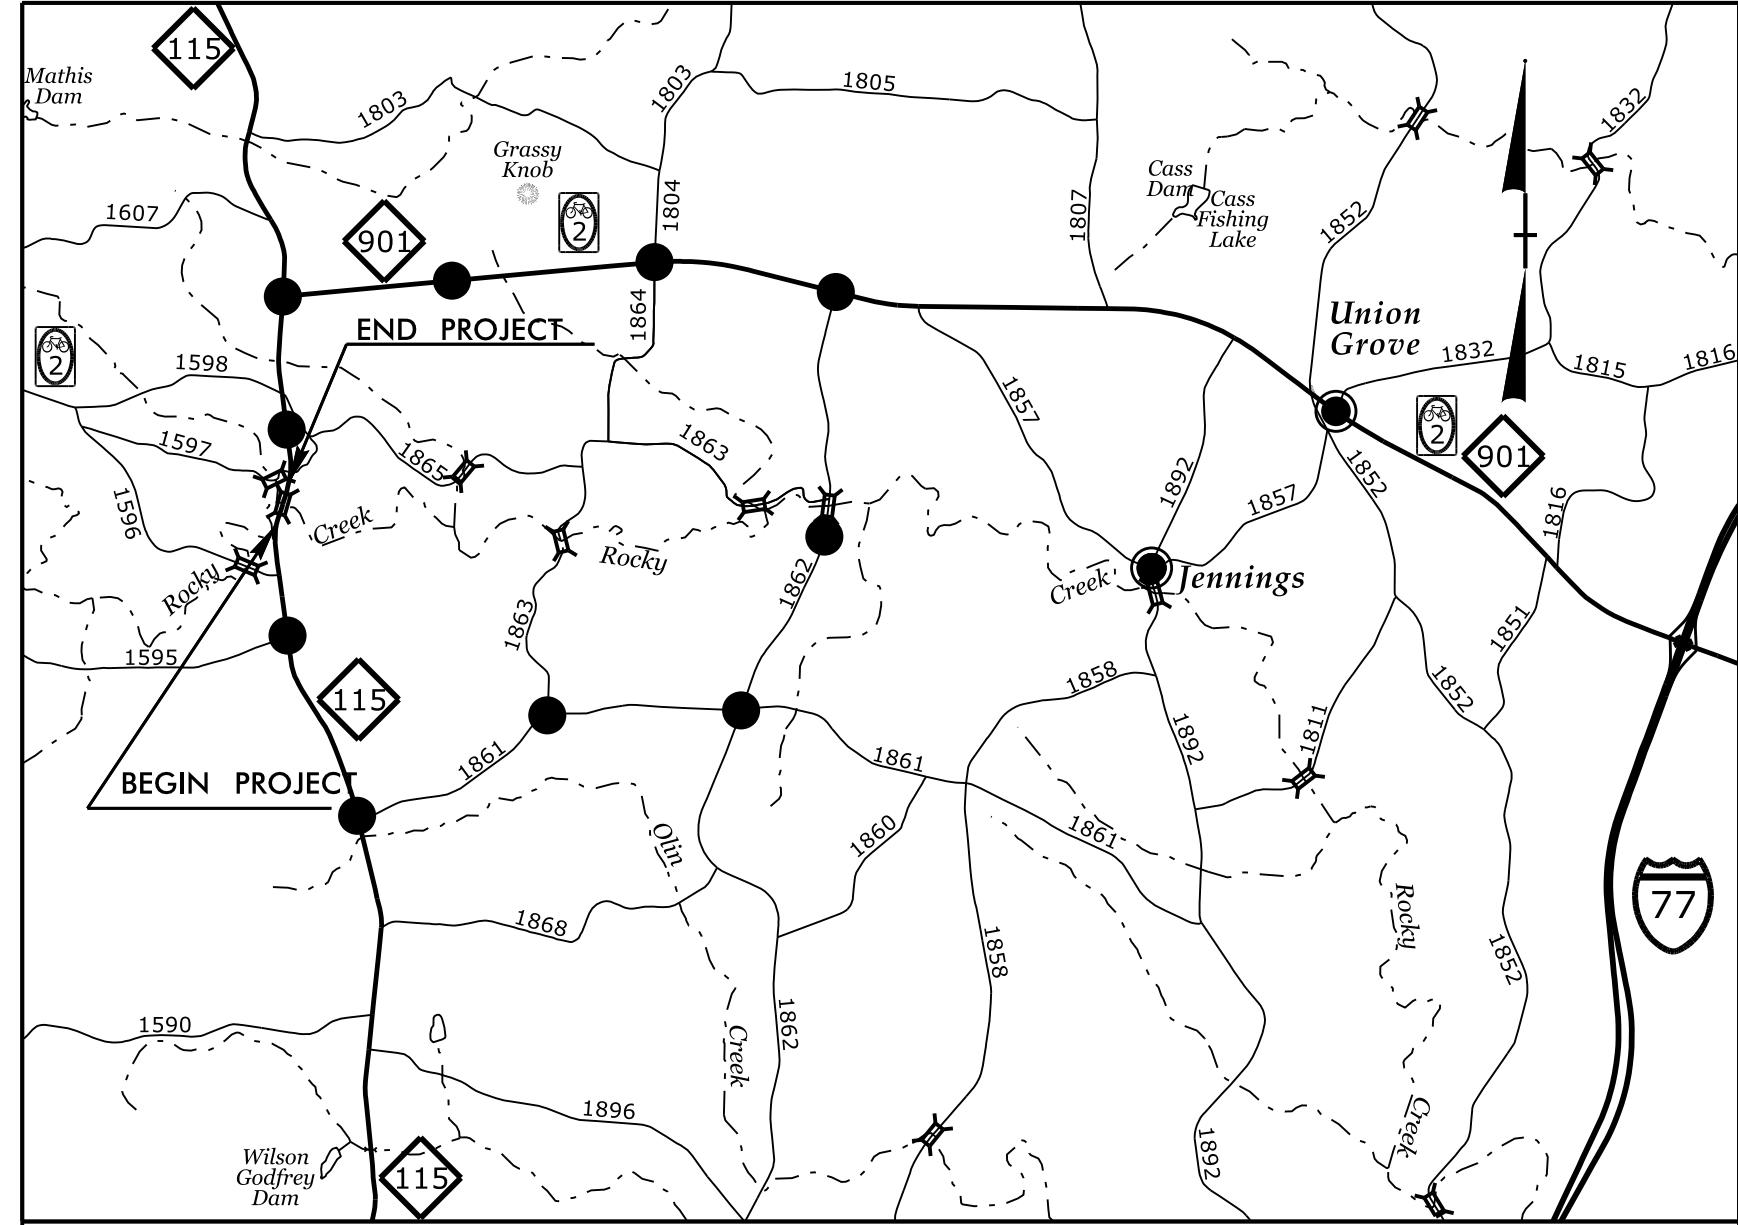 115
Mathis
Dam
1803
1803
1805
1832
Grassy
Knob
Cass
Dam
Cass
Fishing
Lake
1607
901
2
1804
1807
1852
1864
END PROJECT
Union
Grove
2
1598
1832
1815
1816
1597
1865
1863
1857
1892
1857
1852
2
901
1596
Creek
Rocky
1816
Rocky
1862
Creek
Jennings
1863
1851
1595
115
1858
1852
1861
1861
1892
1811
BEGIN PROJECT
Olin
1860
1861
Rocky
77
1868
1858
1852
1590
1862
Creek
1896
Creek
1892
Wilson
Godfrey
Dam
115